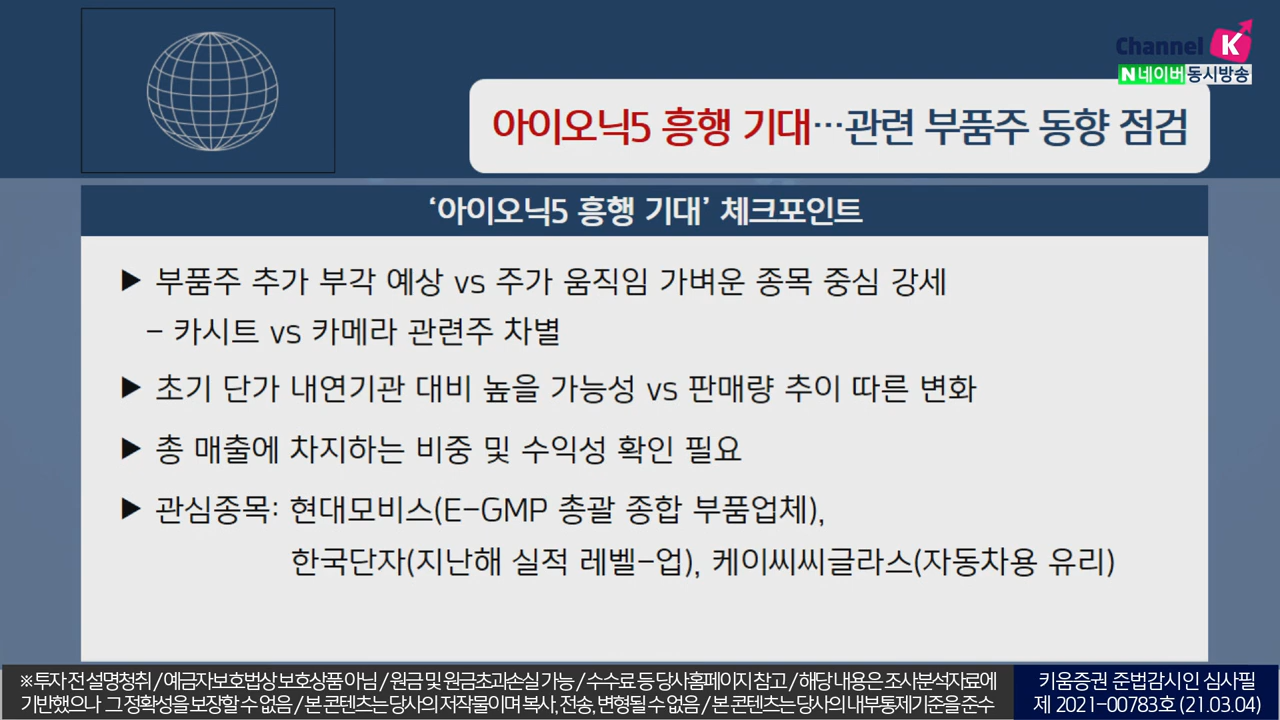 Channel K
N 네이버 동시방송
아이오닉5 흥행 기대…관련 부품주 동향 점검
‘아이오닉5 흥행 기대’ 체크포인트
▶ 부품주 추가 부각 예상 vs 주가 움직임 가벼운 종목 중심 강세
- 카시트 vs 카메라 관련주 차별
▶ 초기 단가 내연기관 대비 높을 가능성 vs 판매량 추이 따른 변화
▶ 총 매출에 차지하는 비중 및 수익성 확인 필요
▶ 관심종목: 현대모비스(E-GMP 총괄 종합 부품업체),
한국단자(지난해 실적 레벨-업), 케이씨씨글라스(자동차용 유리)
※투자 전 설명청취 / 예금자보호법상 보호상품 아님 / 원금 및 원금초과손실 가능 / 수수료 등 당사홈페이지 참고 / 해당 내용은 조사분석자료에
기반했으나 그 정확성을 보장할 수 없음 / 본 콘텐츠는 당사의 저작물이며 복사, 전송, 변형될 수 없음 / 본 콘텐츠는 당사의 내부통제기준을 준수
키움증권 준법감시인 심사필
제 2021-00783호 (21.03.04)